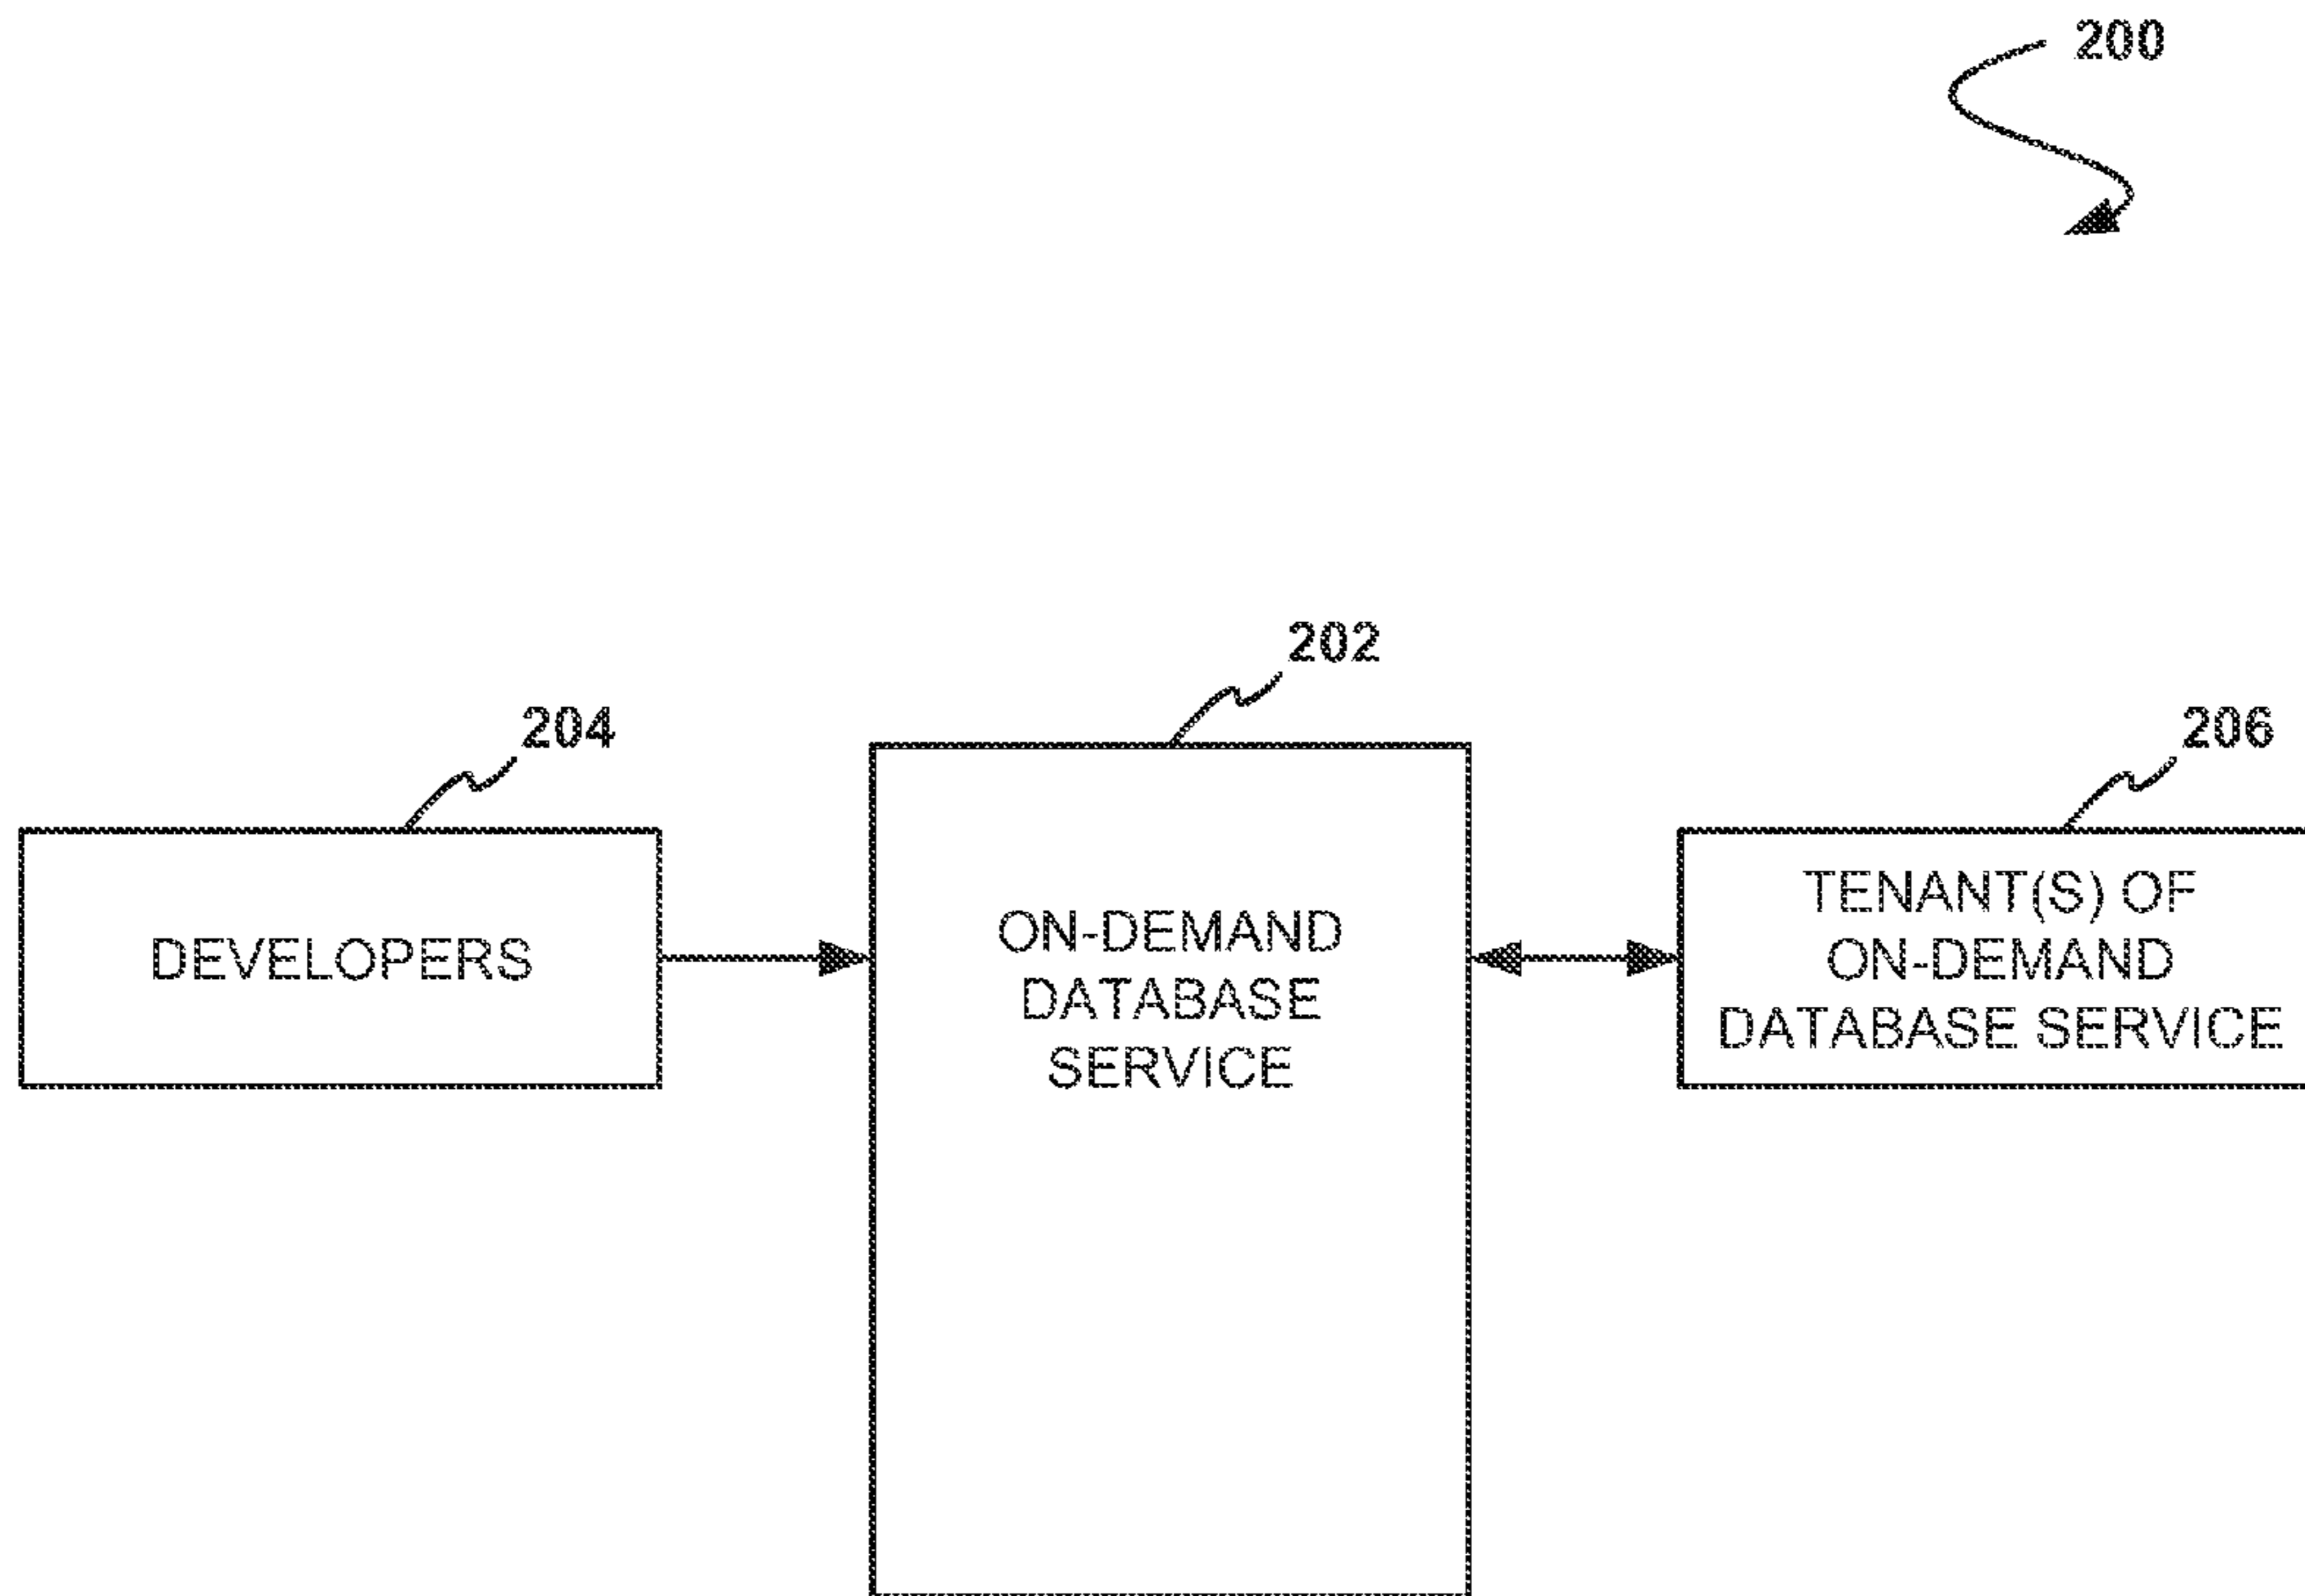 200
202
204
206
DEVELOPERS
ON-DEMAND
DATABASE
SERVICE
TENANT(S) OF
ON-DEMAND
DATABASE SERVICE